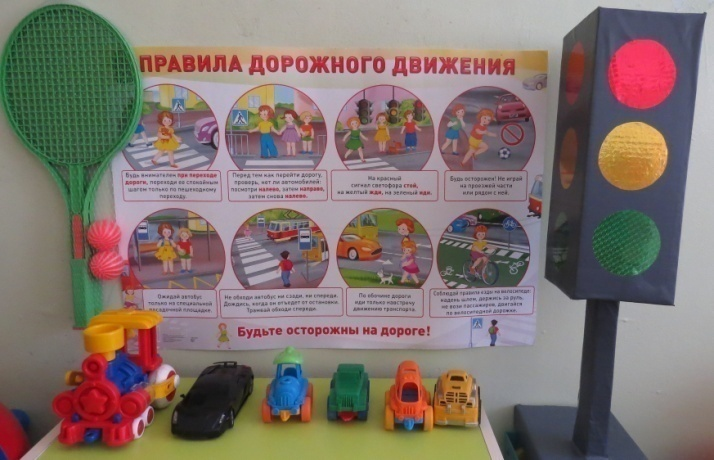 ПРАВИЛА ДОРОЖНОГО ДВИЖЕНИЯ
Будь внимателен при переходе
дороги, переходи ее спокойным
шагом только по пешеходному
переходу.
Перед тем как перейти дорогу,
проверь, нет ли автомобилей:
посмотри налево, затем направо,
затем снова налево.
На красный
сигнал светофора стой,
на желтый жди, на зеленый иди.
Будь осторожен! Не играй
на проезжей части
или рядом с ней.
Ожидай автобус
только на специальной
посадочной площадке.
Не обходи автобус ни сзади, ни спереди.
Дождись, когда он отъедет от остановки.
Трамвай обходи спереди.
По обочине дороги
иди только навстречу
движению транспорта.
Соблюдай правила езды на велосипеде:
надень шлем, держись за руль,
не вози пассажиров, двигайся
по велосипедной дорожке.
Будьте осторожны на дороге!